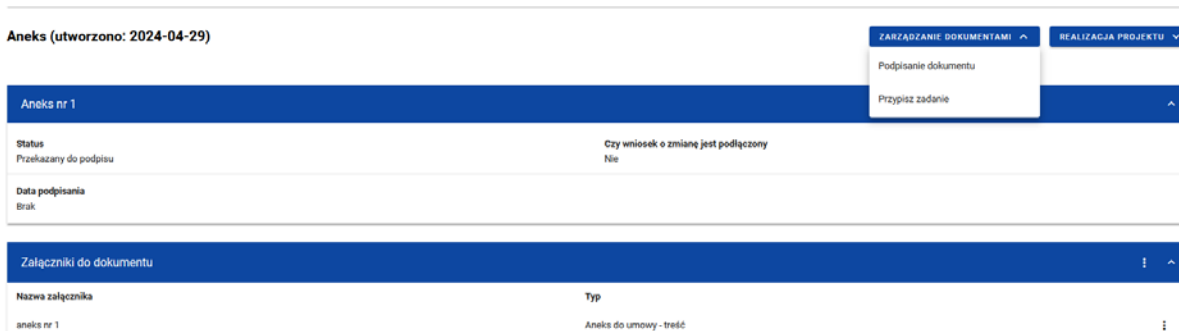 Aneks (utworzono: 2024-04-29)
ZARZĄDZANIE DOKUMENTAMI
REALIZACJA PROJEKTU
Podpisanie dokumentu
Przypisz zadanie
Aneks nr 1
Status
Czy wniosek o zmianę jest podłączony
Przekazany do podpisu
Nie
Data podpisania
Brak
Załączniki do dokumentu
Nazwa załącznika
Typ
aneks nr 1
Aneks do umowy - treść